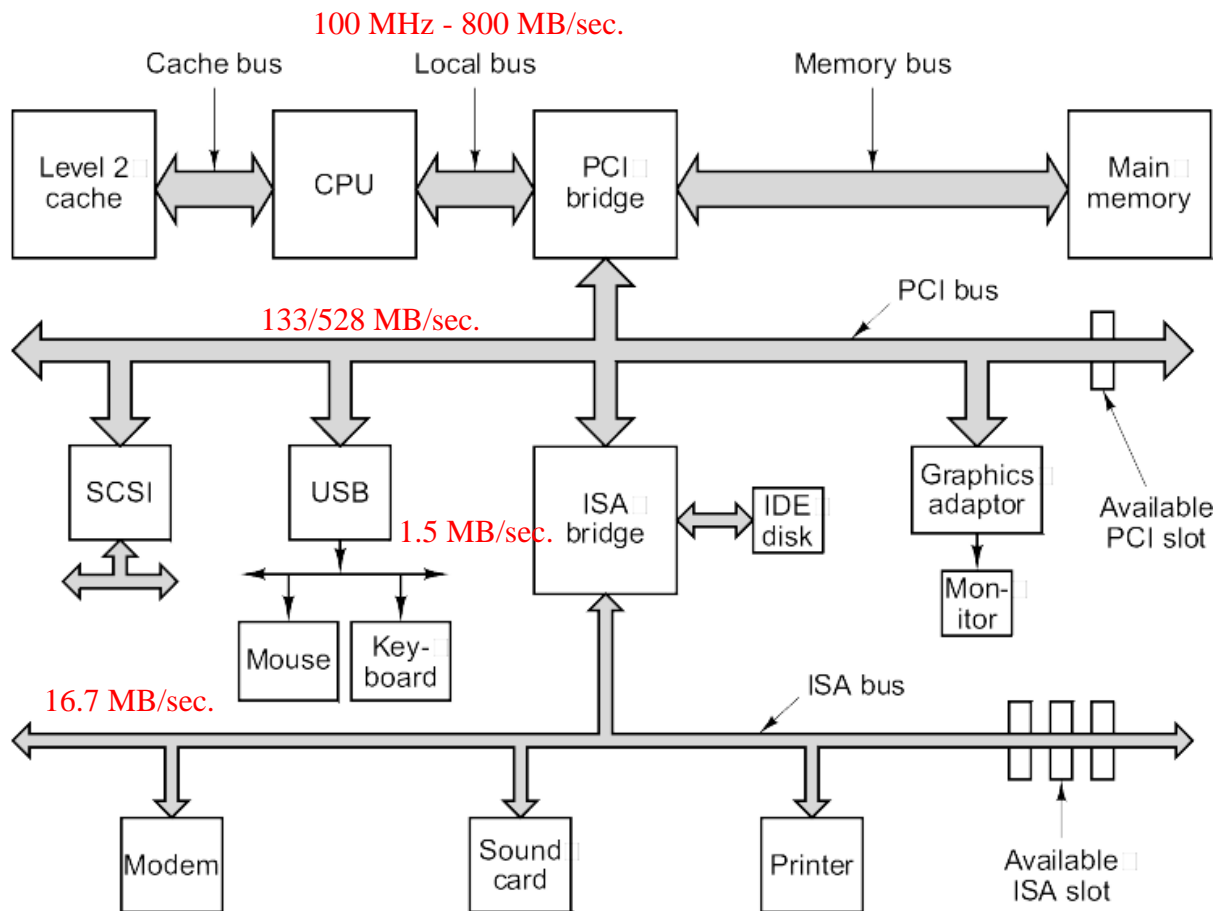 100 MHz - 800 MB/sec.
Cache bus
Local bus
Memory bus
Level 2
cache
CPU
PCI
bridge
Main
memory
PCI bus
133/528 MB/sec.
SCSI
USB
ISA
bridge
IDE
disk
Graphics
adaptor
Available
PCI slot
1.5 MB/sec.
Mon-
itor
Mouse
Key-
board
16.7 MB/sec.
ISA bus
Modem
Sound
card
Printer
Available
ISA slot